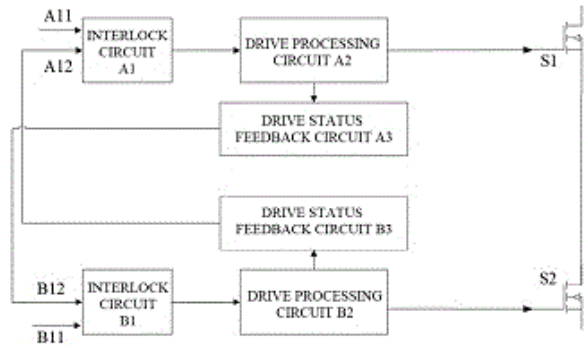 A11
INTERLOCK
CIRCUIT
A1
A12
DRIVE PROCESSING
CIRCUIT A2
S1
DRIVE STATUS
FEEDBACK CIRCUIT A3
DRIVE STATUS
FEEDBACK CIRCUIT B3
B12
INTERLOCK
CIRCUIT
B1
B11
DRIVE PROCESSING
CIRCUIT B2
S2